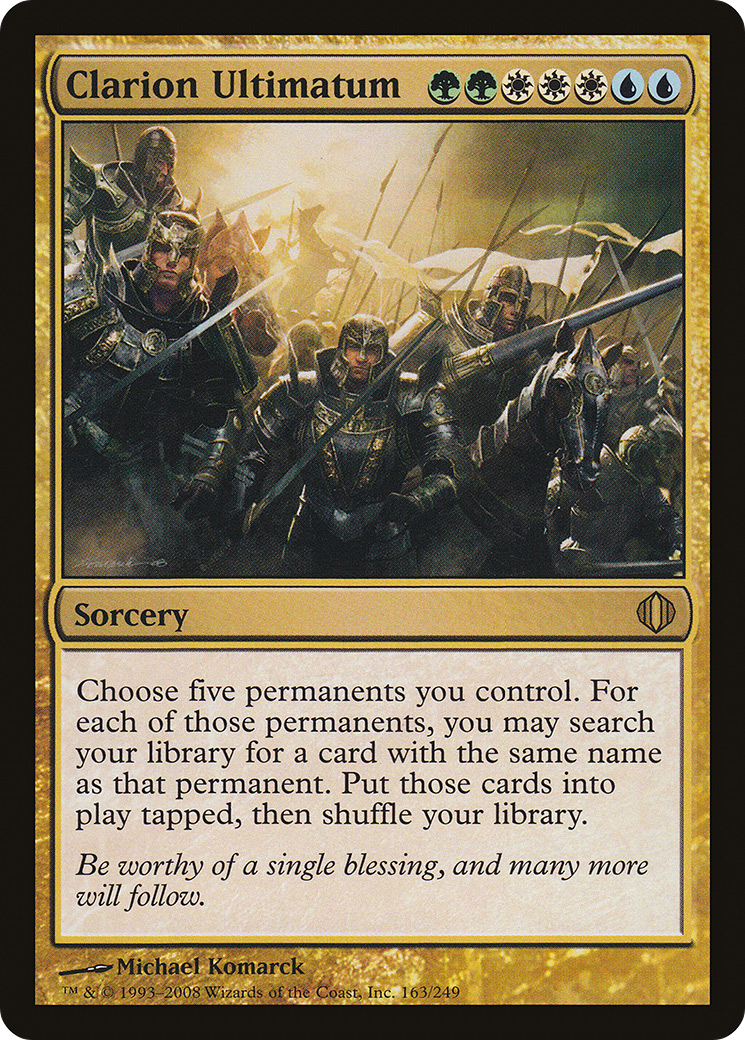 Clarion Ultimatum
Sorcery
Choose five permanents you control. For
each of those permanents, you may search
your library for a card with the same name
as that permanent. Put those cards into
play tapped, then shuffle your library.
Be worthy of a single blessing, and many more
will follow.
Michael Komarck
™ & © 1993–2008 Wizards of the Coast, Inc. 163/249